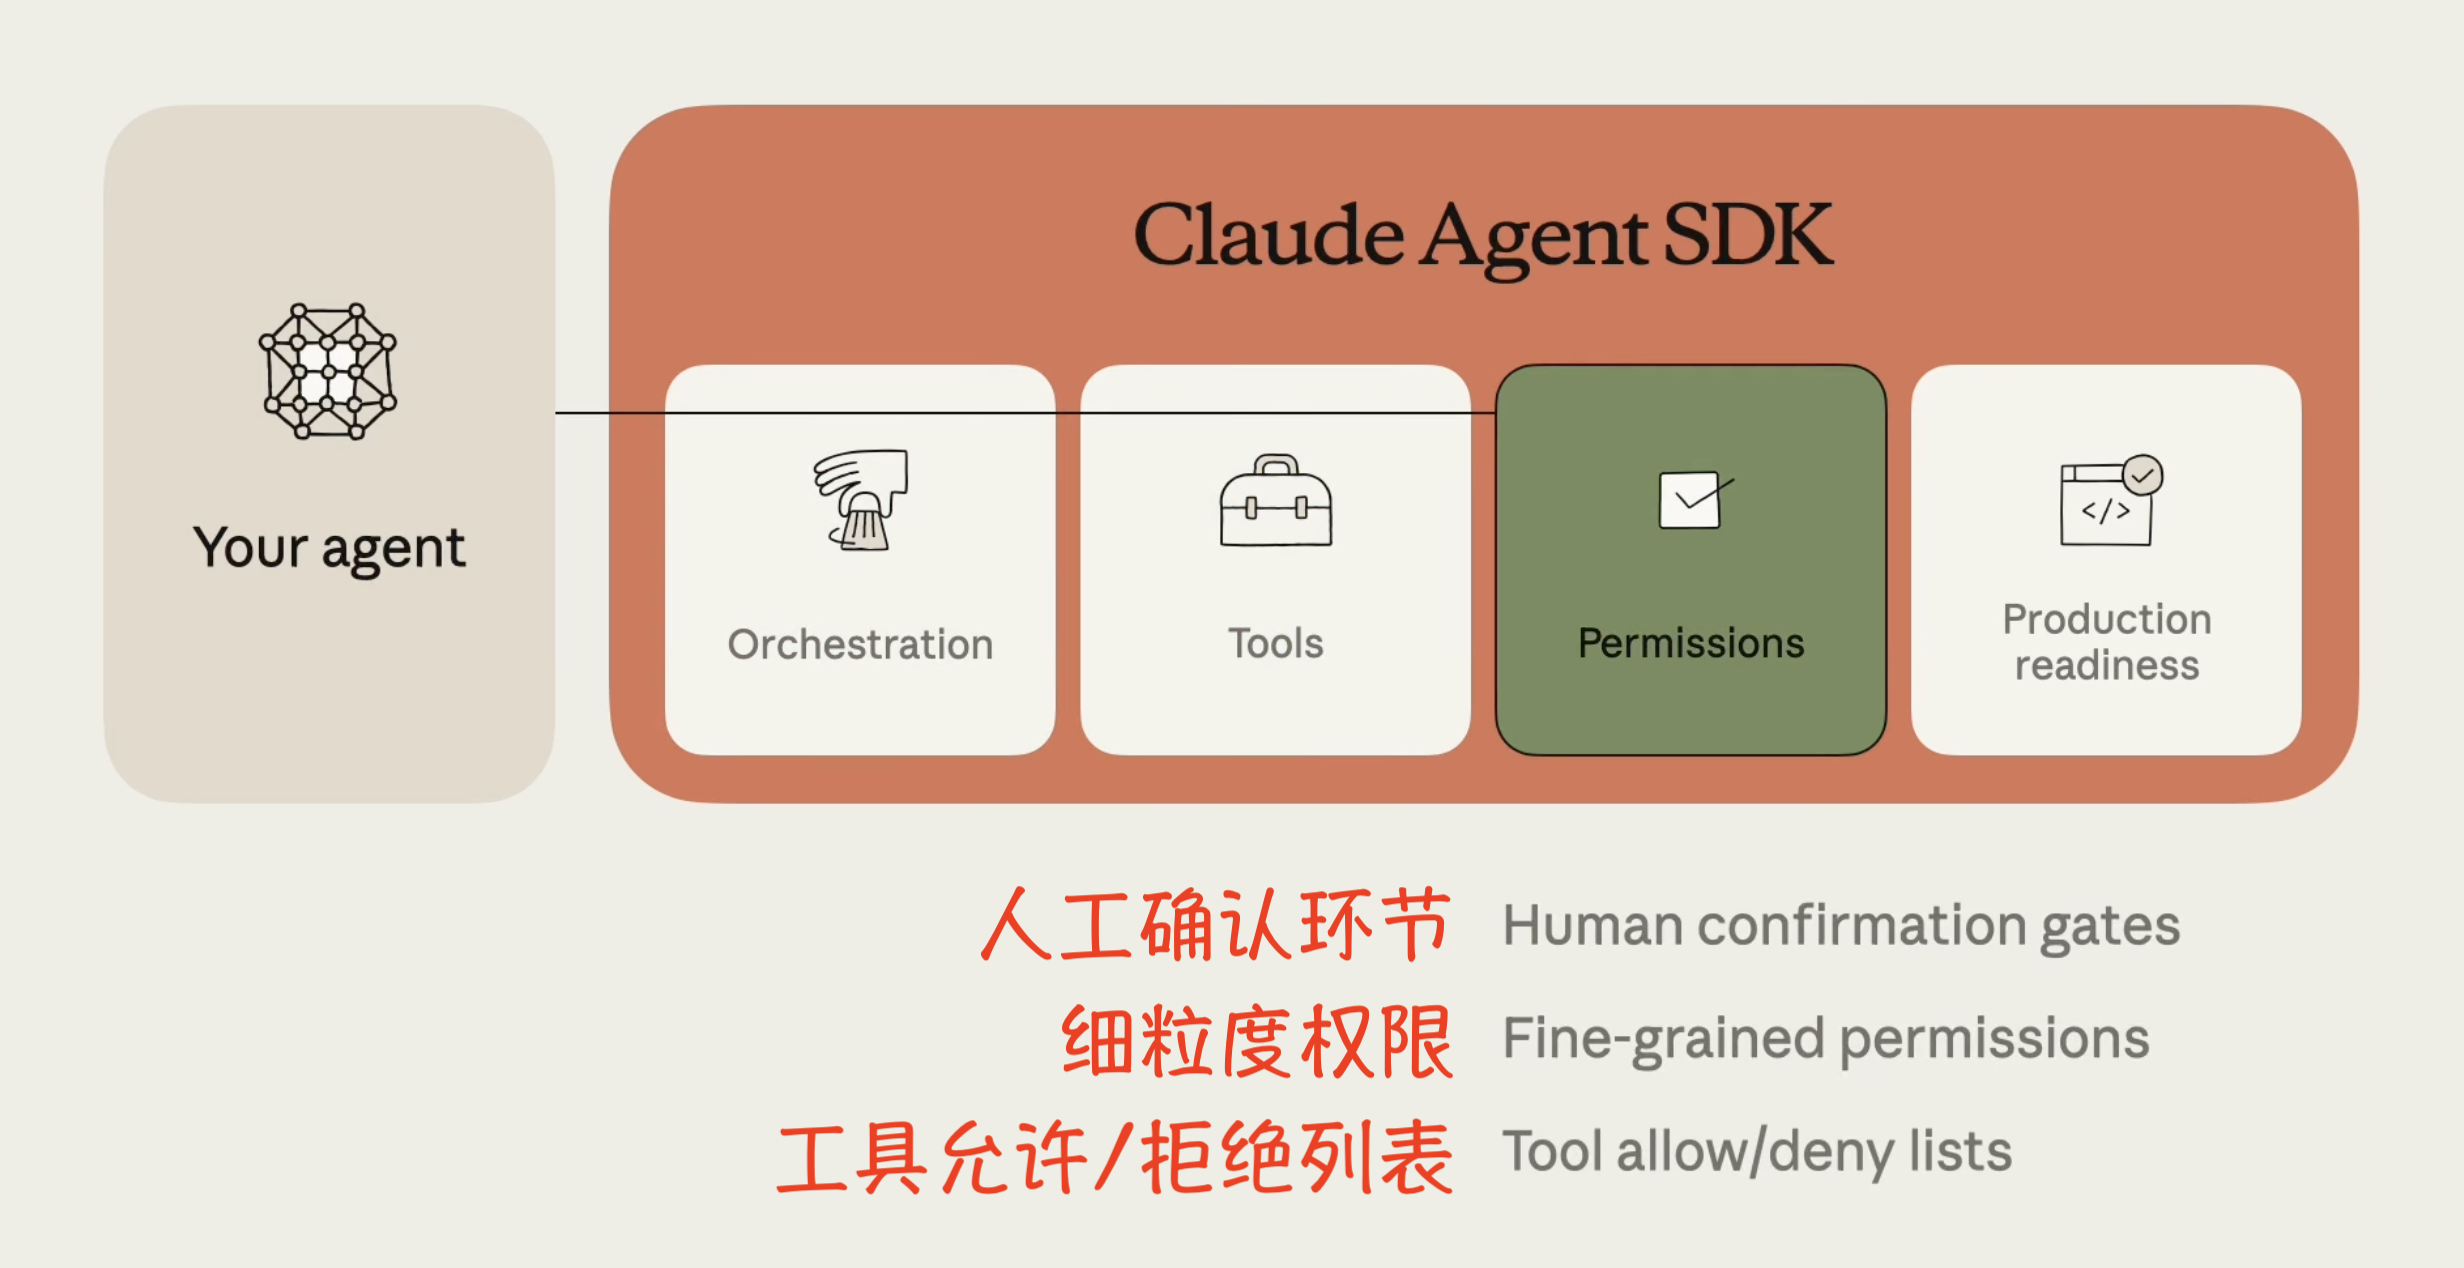 Claude Agent SDK
Your agent
Orchestration
Tools
Permissions
Production
readiness
</>
人工确认环节 Human confirmation gates
细粒度权限 Fine-grained permissions
工具允许/拒绝列表 Tool allow/deny lists